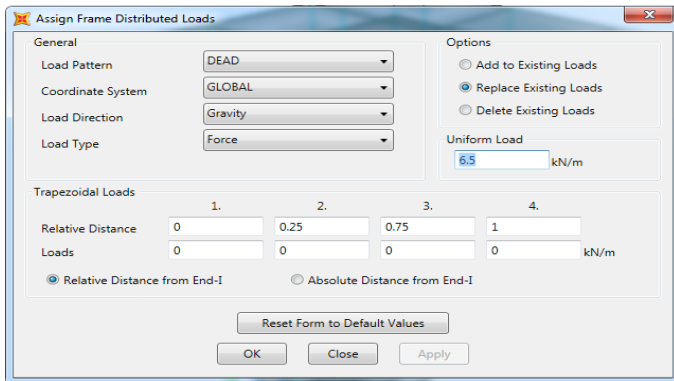 Assign Frame Distributed Loads
General
Load Pattern DEAD
Coordinate System GLOBAL
Load Direction Gravity
Load Type Force
Options
Add to Existing Loads
Replace Existing Loads
Delete Existing Loads
Uniform Load
6.5 kN/m
Trapezoidal Loads
1. 2. 3. 4.
Relative Distance 0 0.25 0.75 1
Loads 0 0 0 0 kN/m
Relative Distance from End-I Absolute Distance from End-I
Reset Form to Default Values
OK Close Apply